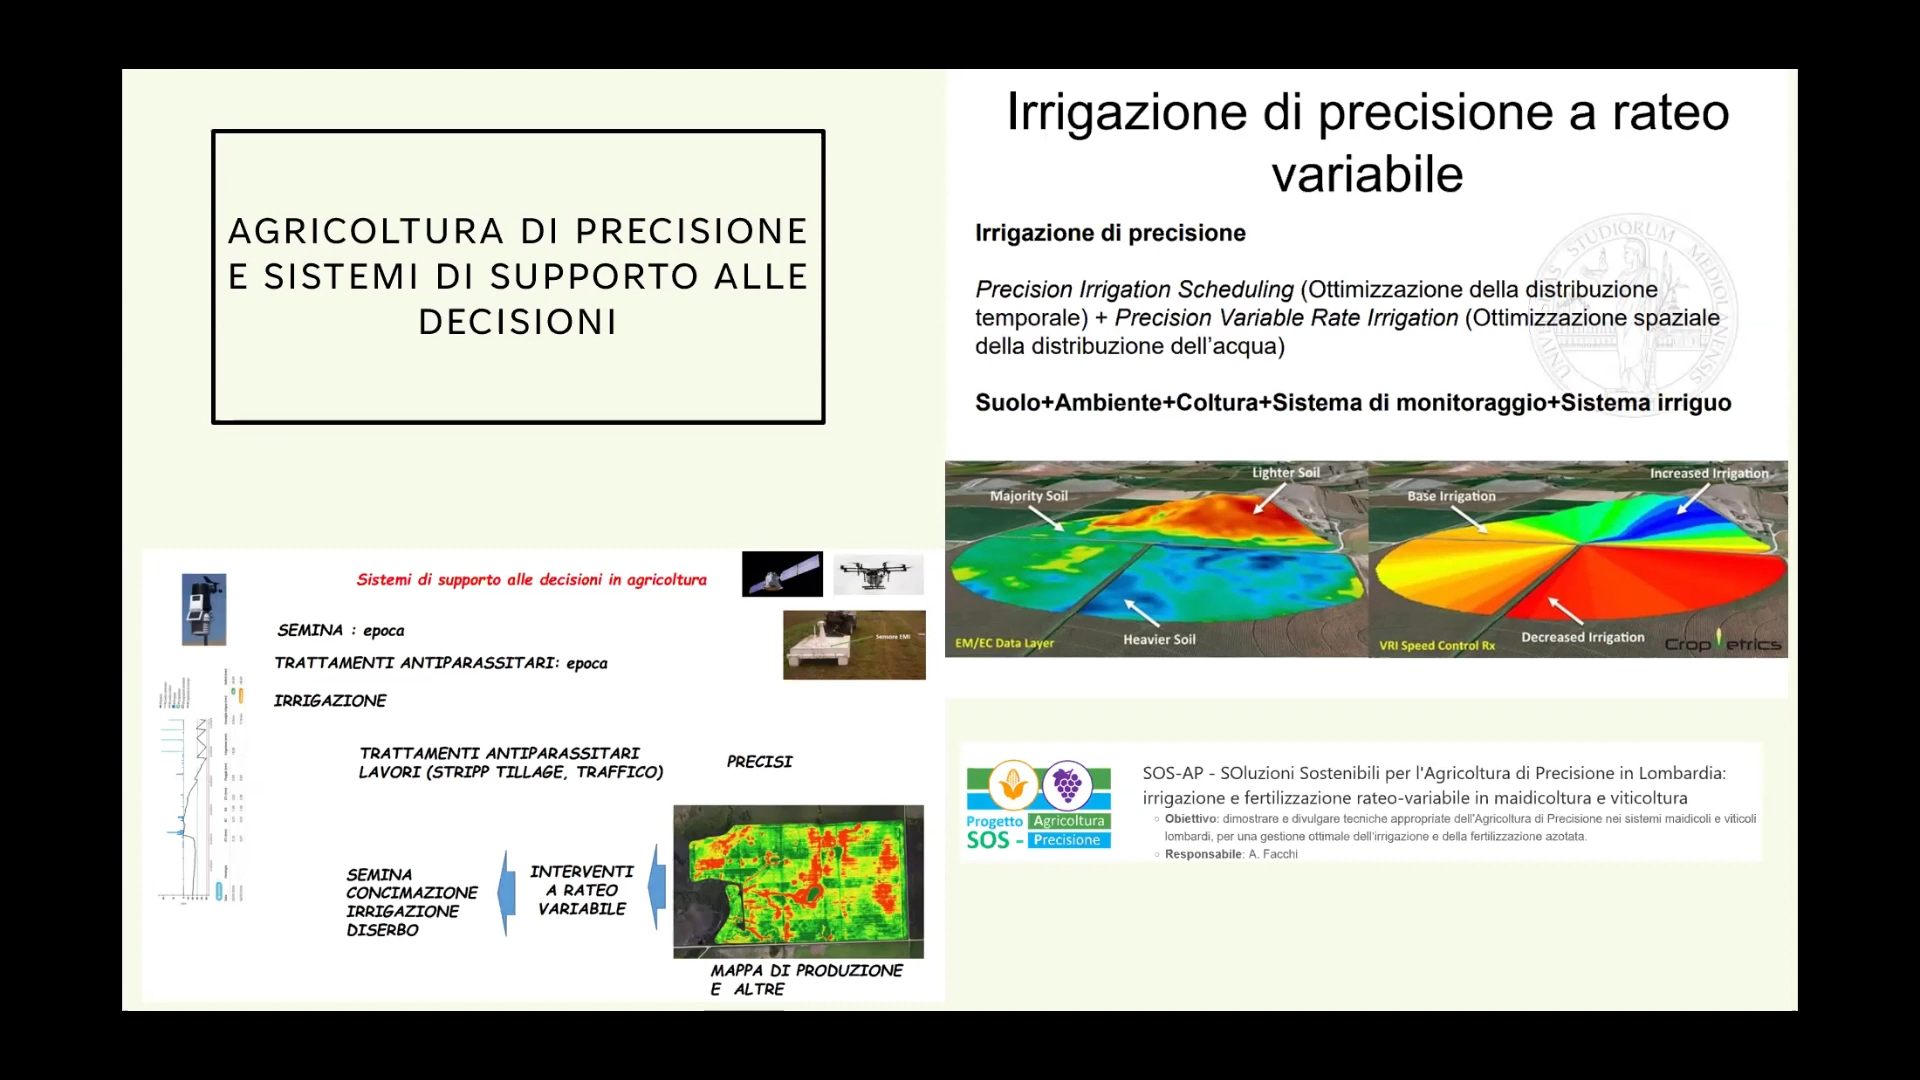 AGRICOLTURA DI PRECISIONE
E SISTEMI DI SUPPORTO ALLE
DECISIONI
Irrigazione di precisione a rateo
variabile
Irrigazione di precisione
Precision Irrigation Scheduling (Ottimizzazione della distribuzione
temporale) + Precision Variable Rate Irrigation (Ottimizzazione spaziale
della distribuzione dell'acqua)
Suolo+Ambiente+Coltura+Sistema di monitoraggio+Sistema irriguo
UNIVERSITAS STUDIORUM MEDIOLANENSIS
Majority Soil
Lighter Soil
Heavier Soil
EM/EC Data Layer
Base Irrigation
Increased Irrigation
Decreased Irrigation
VRI Speed Control Rx
CropMetrics
Sistemi di supporto alle decisioni in agricoltura
SEMINA : epoca
Sensore EMI
TRATTAMENTI ANTIPARASSITARI: epoca
IRRIGAZIONE
TRATTAMENTI ANTIPARASSITARI
LAVORI (STRIPP TILLAGE, TRAFFICO)
PRECISI
SEMINA
CONCIMAZIONE
IRRIGAZIONE
DISERBO
INTERVENTI
A RATEO
VARIABILE
MAPPA DI PRODUZIONE
E ALTRE
Progetto Agricoltura
SOS - Precisione
SOS-AP - SOluzioni Sostenibili per l'Agricoltura di Precisione in Lombardia:
irrigazione e fertilizzazione rateo-variabile in maidicoltura e viticoltura
Obiettivo: dimostrare e divulgare tecniche appropriate dell'Agricoltura di Precisione nei sistemi maidicoli e viticoli
lombardi, per una gestione ottimale dell'irrigazione e della fertilizzazione azotata.
Responsabile: A. Facchi